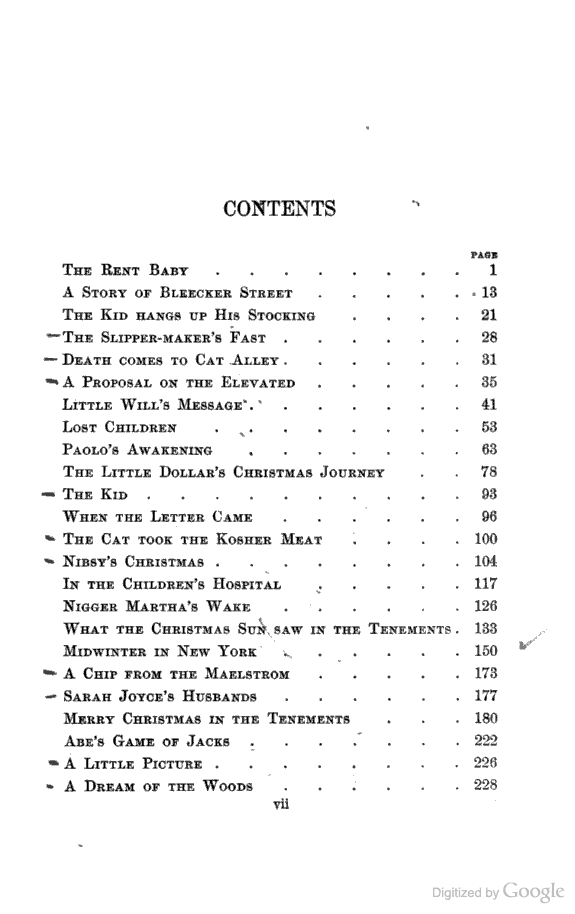 CONTENTS
PAGE
THE RENT BABY . . . . . . . . 1
A STORY OF BLEECKER STREET . . . . . 13
THE KID HANGS UP HIS STOCKING . . . . 21
THE SLIPPER-MAKER'S FAST . . . . . . 28
DEATH COMES TO CAT ALLEY . . . . . . 31
A PROPOSAL ON THE ELEVATED . . . . . 35
LITTLE WILL'S MESSAGE . . . . . . . 41
LOST CHILDREN . . . . . . . . 53
PAOLO'S AWAKENING . . . . . . . 63
THE LITTLE DOLLAR'S CHRISTMAS JOURNEY . . 78
THE KID . . . . . . . . . . 93
WHEN THE LETTER CAME . . . . . . 96
THE CAT TOOK THE KOSHER MEAT . . . . 100
NIBSY'S CHRISTMAS . . . . . . . . 104
IN THE CHILDREN'S HOSPITAL . . . . . 117
NIGGER MARTHA'S WAKE . . . . . . 126
WHAT THE CHRISTMAS SUN SAW IN THE TENEMENTS . 133
MIDWINTER IN NEW YORK . . . . . . 150
A CHIP FROM THE MAELSTROM . . . . . 173
SARAH JOYCE'S HUSBANDS . . . . . . 177
MERRY CHRISTMAS IN THE TENEMENTS . . . 180
ABE'S GAME OF JACKS . . . . . . . 222
A LITTLE PICTURE . . . . . . . . 226
A DREAM OF THE WOODS . . . . . . 228
vii
Digitized by Google